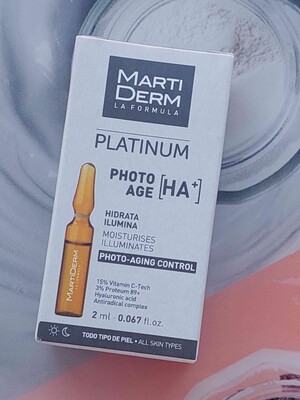 MARTI
DERM
LA FORMULA
PLATINUM
PHOTO
AGE [HA+]
HIDRATA
ILUMINA
MOISTURISES
ILLUMINATES
PHOTO-AGING CONTROL
15% Vitamin C-Tech
3% Proteum 89+
Hyaluronic acid
Antiradical complex
2 ml - 0.067 fl.oz.
TODO TIPO DE PIEL • ALL SKIN TYPES
MARTIDERM